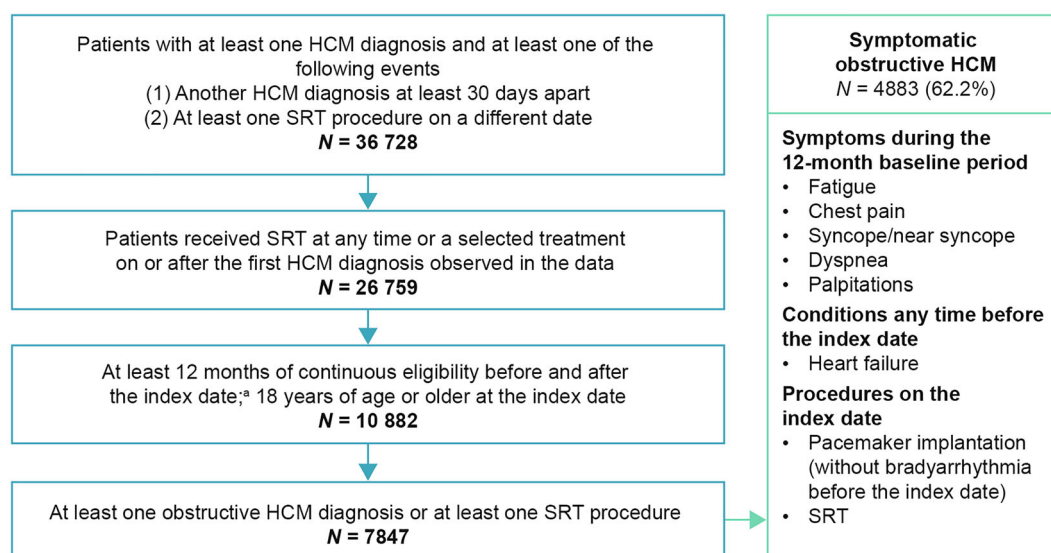 Patients with at least one HCM diagnosis and at least one of the
following events
(1) Another HCM diagnosis at least 30 days apart
(2) At least one SRT procedure on a different date
N = 36 728
Patients received SRT at any time or a selected treatment
on or after the first HCM diagnosis observed in the data
N = 26 759
At least 12 months of continuous eligibility before and after
the index date;ᵃ 18 years of age or older at the index date
N = 10 882
At least one obstructive HCM diagnosis or at least one SRT procedure
N = 7847
Symptomatic
obstructive HCM
N = 4883 (62.2%)
Symptoms during the
12-month baseline period
• Fatigue
• Chest pain
• Syncope/near syncope
• Dyspnea
• Palpitations
Conditions any time before
the index date
• Heart failure
Procedures on the
index date
• Pacemaker implantation
(without bradyarrhythmia
before the index date)
• SRT